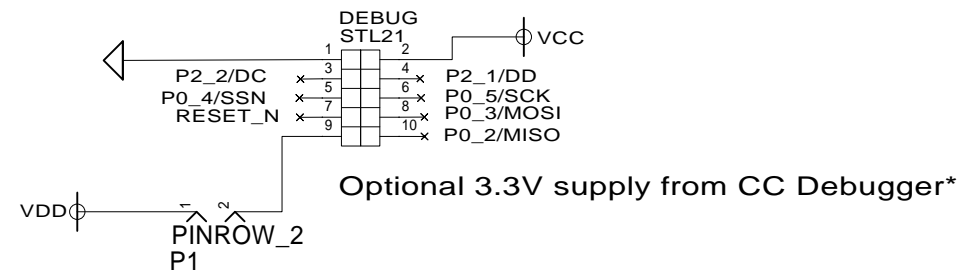 DEBUG
STL21
1 2
VCC
P2_2/DC 3 4 P2_1/DD
P0_4/SSN 5 6 P0_5/SCK
RESET_N 7 8 P0_3/MOSI
9 10 P0_2/MISO
Optional 3.3V supply from CC Debugger*
VDD 1 2
PINROW_2
P1